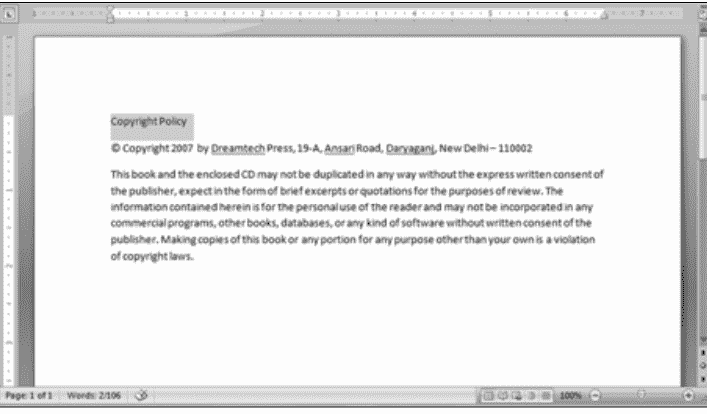 Copyright Policy
© Copyright 2007 by Dreamtech Press, 19-A, Ansari Road, Daryaganj, New Delhi – 110002
This book and the enclosed CD may not be duplicated in any way without the express written consent of
the publisher, expect in the form of brief excerpts or quotations for the purposes of review. The
information contained herein is for the personal use of the reader and may not be incorporated in any
commercial programs, other books, databases, or any kind of software without written consent of the
publisher. Making copies of this book or any portion for any purpose other than your own is a violation
of copyright laws.
Page: 1 of 1 Words: 2/106 100%